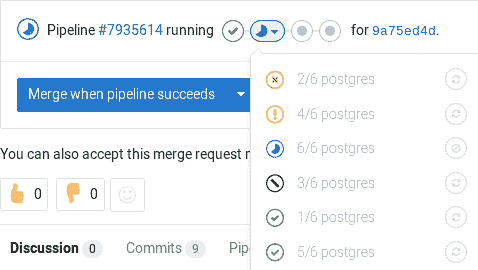 Pipeline #7935614 running for 9a75ed4d.
2/6 postgres
Merge when pipeline succeeds
4/6 postgres
6/6 postgres
You can also accept this merge request
3/6 postgres
0 0
1/6 postgres
Discussion 0 Commits 9
5/6 postgres